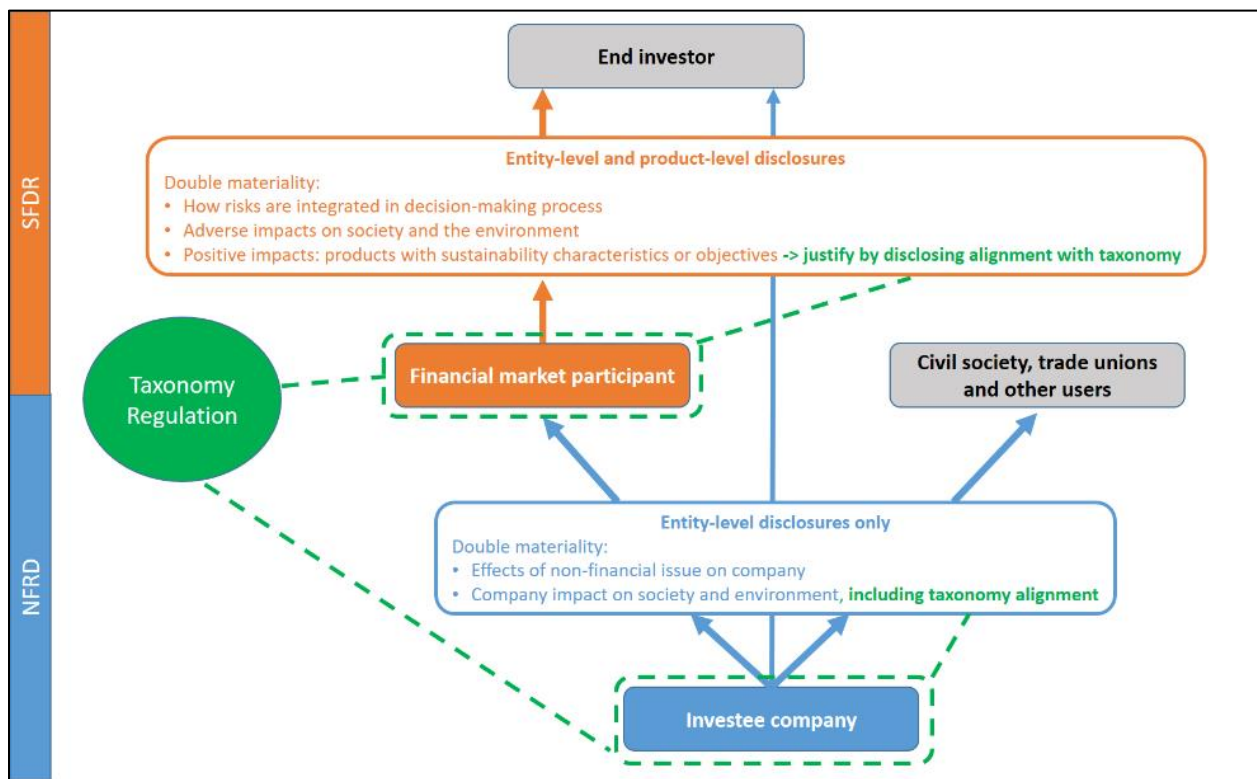 End investor
SFDR
Entity-level and product-level disclosures
Double materiality:
• How risks are integrated in decision-making process
• Adverse impacts on society and the environment
• Positive impacts: products with sustainability characteristics or objectives -> justify by disclosing alignment with taxonomy
Taxonomy
Regulation
Financial market participant
Civil society, trade unions
and other users
NFRD
Entity-level disclosures only
Double materiality:
• Effects of non-financial issue on company
• Company impact on society and environment, including taxonomy alignment
Investee company